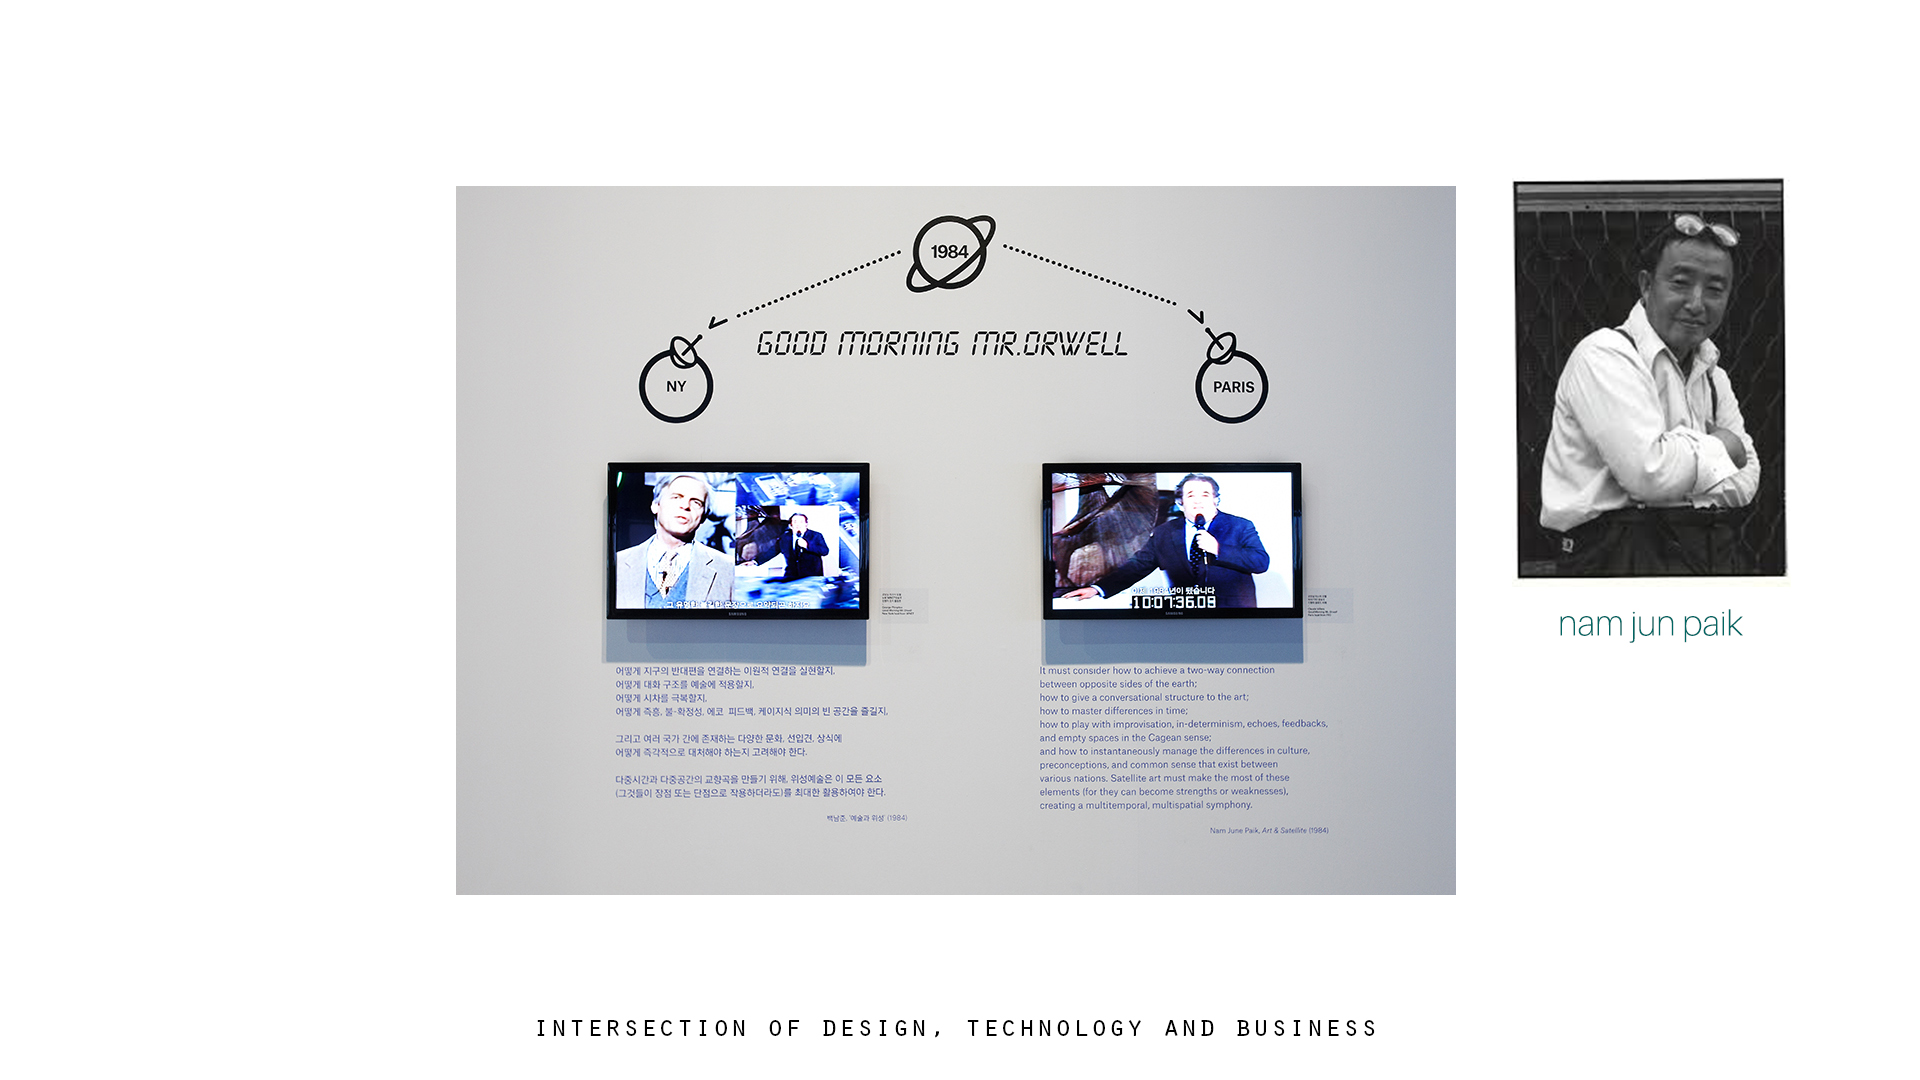 1984
GOOD MORNING MR.ORWELL
NY
PARIS
이제 1984년이 됐습니다
10:07:36.08
SAMSUNG
어떻게 지구의 반대편을 연결하는 이원적 연결을 실현할지,
어떻게 대화 구조를 예술에 적용할지,
어떻게 시차를 극복할지,
어떻게 즉흥, 불-확정성, 에코, 피드백, 케이지식 의미의 빈 공간을 즐길지,
그리고 여러 국가 간에 존재하는 다양한 문화, 선입견, 상식에
어떻게 즉각적으로 대처해야 하는지 고려해야 한다.
다중시간과 다중공간의 교향곡을 만들기 위해, 위성예술은 이 모든 요소
(그것들이 장점 또는 단점으로 작용하더라도)를 최대한 활용하여야 한다.
백남준, '예술과 위성' (1984)
It must consider how to achieve a two-way connection
between opposite sides of the earth;
how to give a conversational structure to the art;
how to master differences in time;
how to play with improvisation, in-determinism, echoes, feedbacks,
and empty spaces in the Cagean sense;
and how to instantaneously manage the differences in culture,
preconceptions, and common sense that exist between
various nations. Satellite art must make the most of these
elements (for they can become strengths or weaknesses),
creating a multitemporal, multispatial symphony.
Nam June Paik, Art & Satellite (1984)
nam jun paik
INTERSECTION OF DESIGN, TECHNOLOGY AND BUSINESS